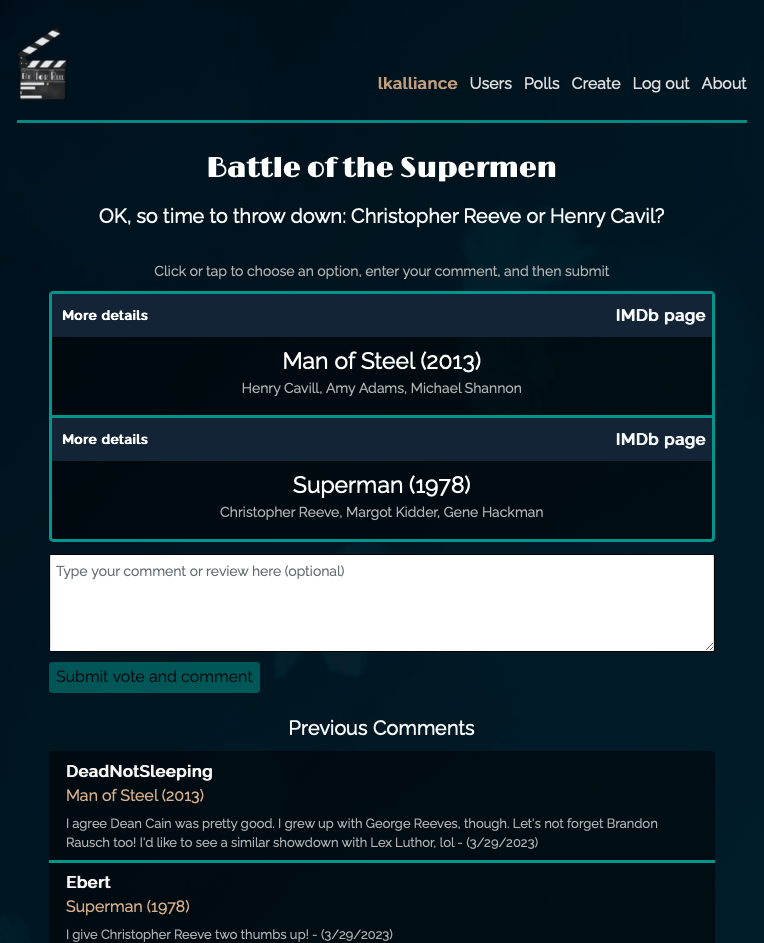 lkalliance Users Polls Create Log out About
Battle of the Supermen
OK, so time to throw down: Christopher Reeve or Henry Cavil?
Click or tap to choose an option, enter your comment, and then submit
More details IMDb page
Man of Steel (2013)
Henry Cavill, Amy Adams, Michael Shannon
More details IMDb page
Superman (1978)
Christopher Reeve, Margot Kidder, Gene Hackman
Type your comment or review here (optional)
Submit vote and comment
Previous Comments
DeadNotSleeping
Man of Steel (2013)
I agree Dean Cain was pretty good. I grew up with George Reeves, though. Let's not forget Brandon
Rausch too! I'd like to see a similar showdown with Lex Luthor, lol - (3/29/2023)
Ebert
Superman (1978)
I give Christopher Reeve two thumbs up! - (3/29/2023)